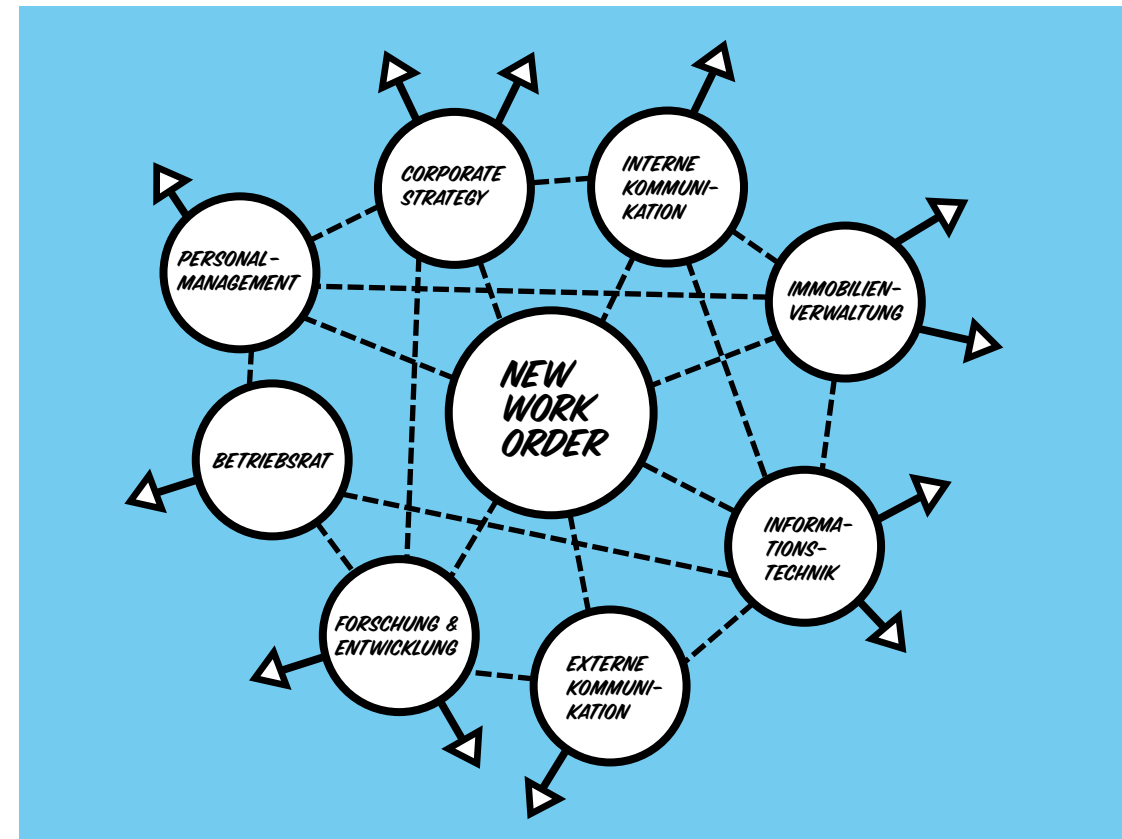 CORPORATE
STRATEGY
INTERNE
KOMMUNI-
KATION
PERSONAL-
MANAGEMENT
IMMOBILIEN-
VERWALTUNG
NEW
WORK
ORDER
BETRIEBSRAT
INFORMA-
TIONS-
TECHNIK
FORSCHUNG &
ENTWICKLUNG
EXTERNE
KOMMUNI-
KATION